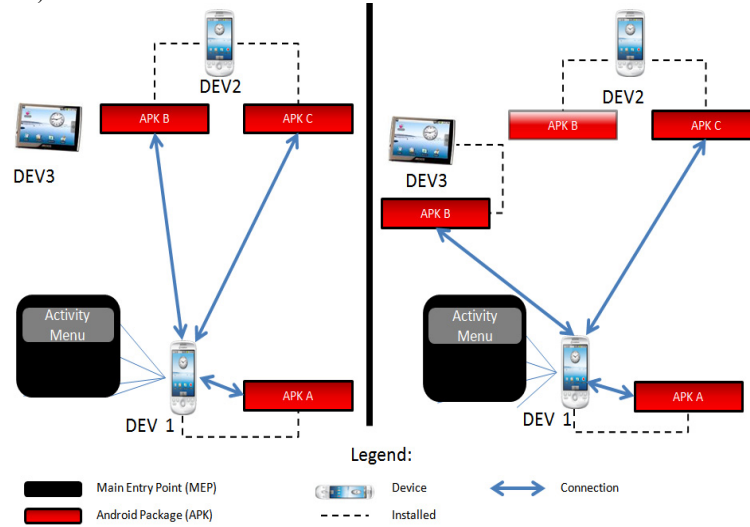 DEV2
APK B
APK C
DEV3
Activity
Menu
APK A
DEV 1
DEV2
APK B
APK C
DEV3
APK B
Activity
Menu
APK A
DEV 1
Legend:
Main Entry Point (MEP)
Device
Connection
Android Package (APK)
Installed